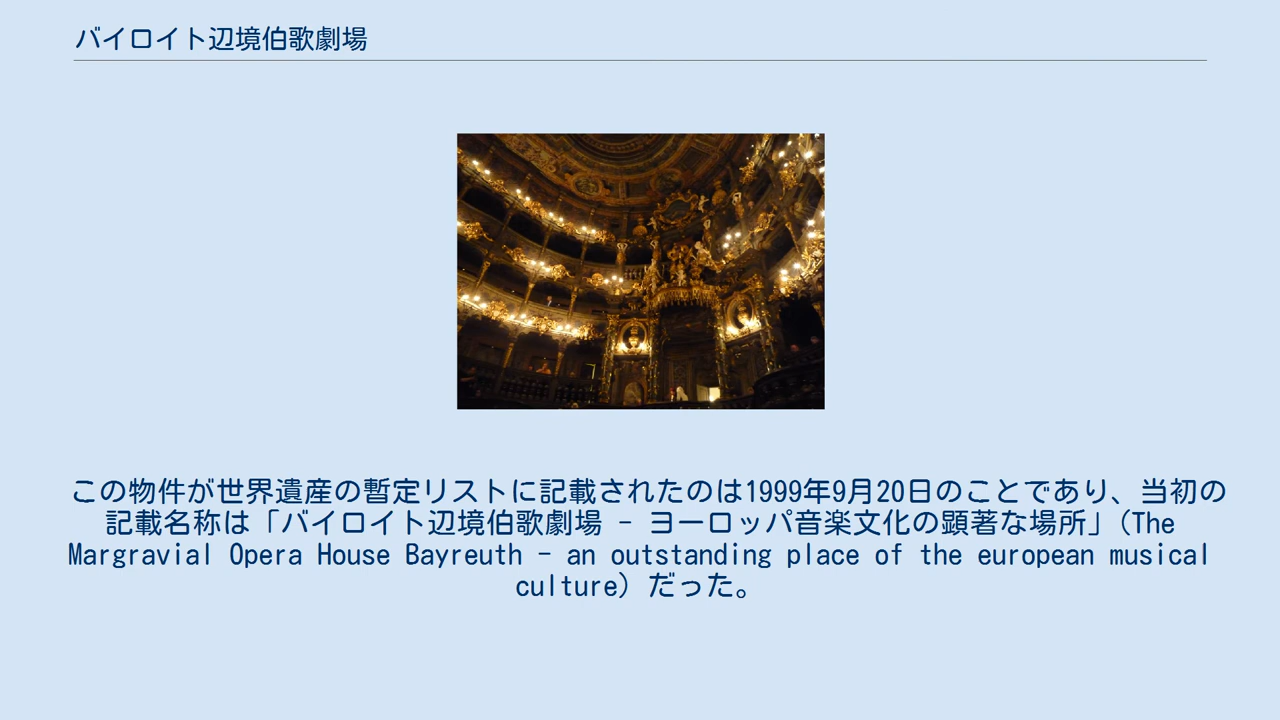 バイロイト辺境伯歌劇場
この物件が世界遺産の暫定リストに記載されたのは1999年9月20日のことであり、当初の
記載名称は「バイロイト辺境伯歌劇場 - ヨーロッパ音楽文化の顕著な場所」(The
Margravial Opera House Bayreuth - an outstanding place of the european musical
culture) だった。